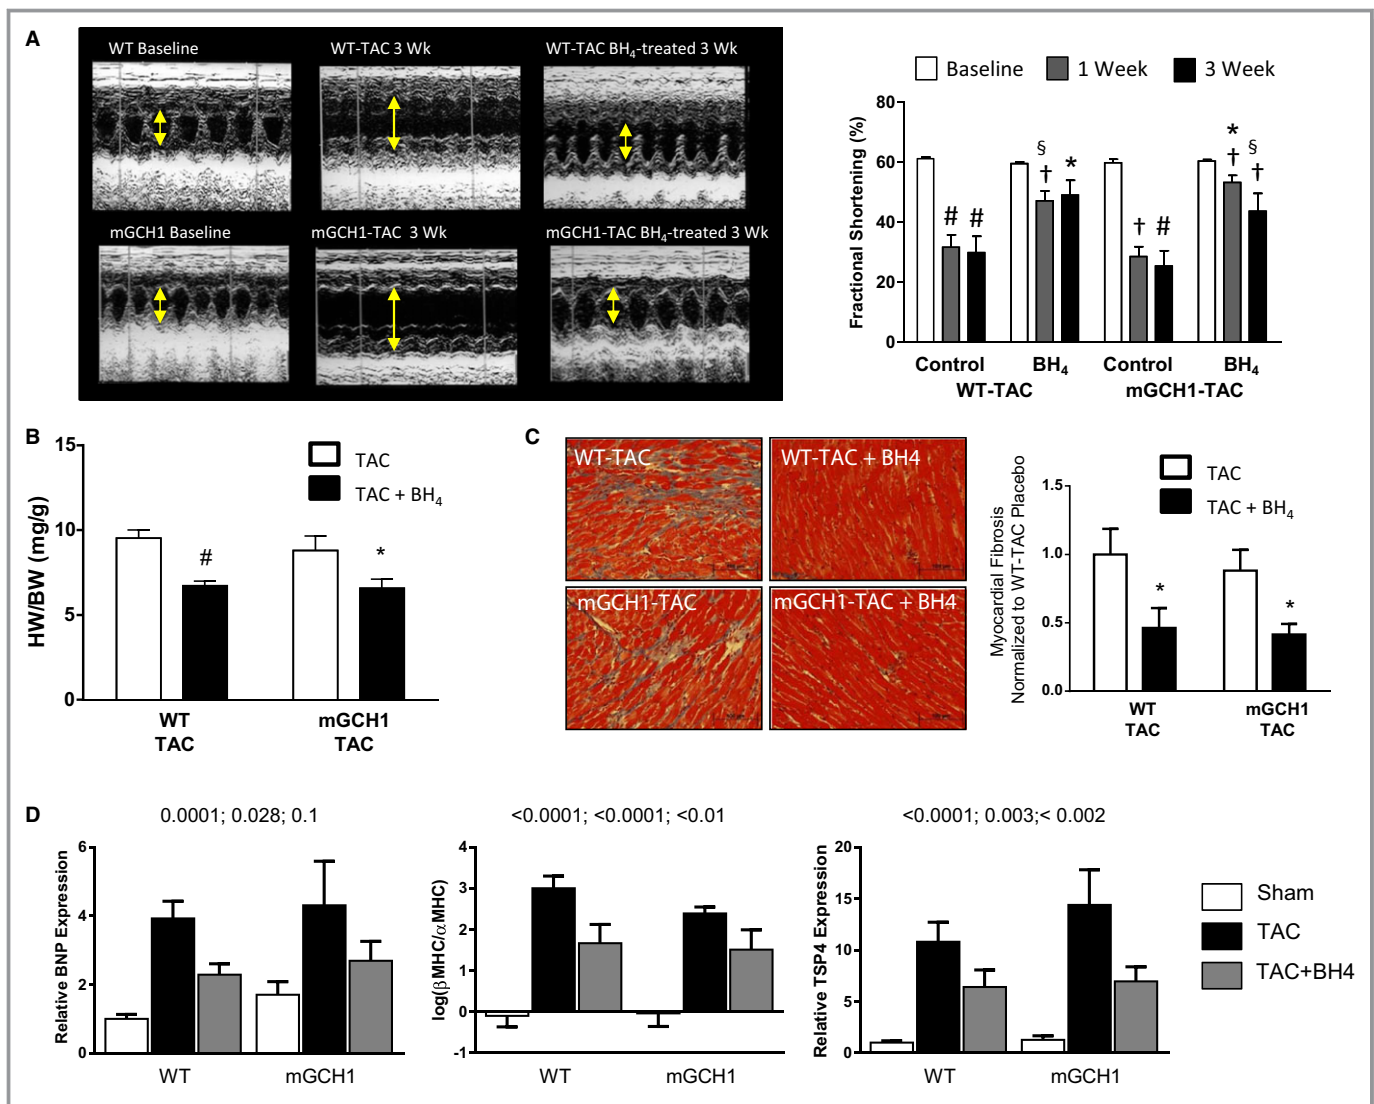 A
WT Baseline
WT-TAC 3 Wk
WT-TAC BH4-treated 3 Wk
mGCH1 Baseline
mGCH1-TAC 3 Wk
mGCH1-TAC BH4-treated 3 Wk
Baseline
1 Week
3 Week
Fractional Shortening (%)
80
60
40
20
0
# #
§
†
*
† #
*
†
§
†
Control
BH4
Control
BH4
WT-TAC
mGCH1-TAC
B
HW/BW (mg/g)
15
10
5
0
TAC
TAC + BH4
#
*
WT
TAC
mGCH1
TAC
C
WT-TAC
WT-TAC + BH4
mGCH1-TAC
mGCH1-TAC + BH4
Myocardial Fibrosis
Normalized to WT-TAC Placebo
1.5
1.0
0.5
0.0
TAC
TAC + BH4
*
*
WT
TAC
mGCH1
TAC
D
0.0001; 0.028; 0.1
Relative BNP Expression
6
4
2
0
WT
mGCH1
<0.0001; <0.0001; <0.01
log(βMHC/αMHC)
4
3
2
1
0
-1
WT
mGCH1
<0.0001; 0.003;< 0.002
Relative TSP4 Expression
20
15
10
5
0
WT
mGCH1
Sham
TAC
TAC+BH4